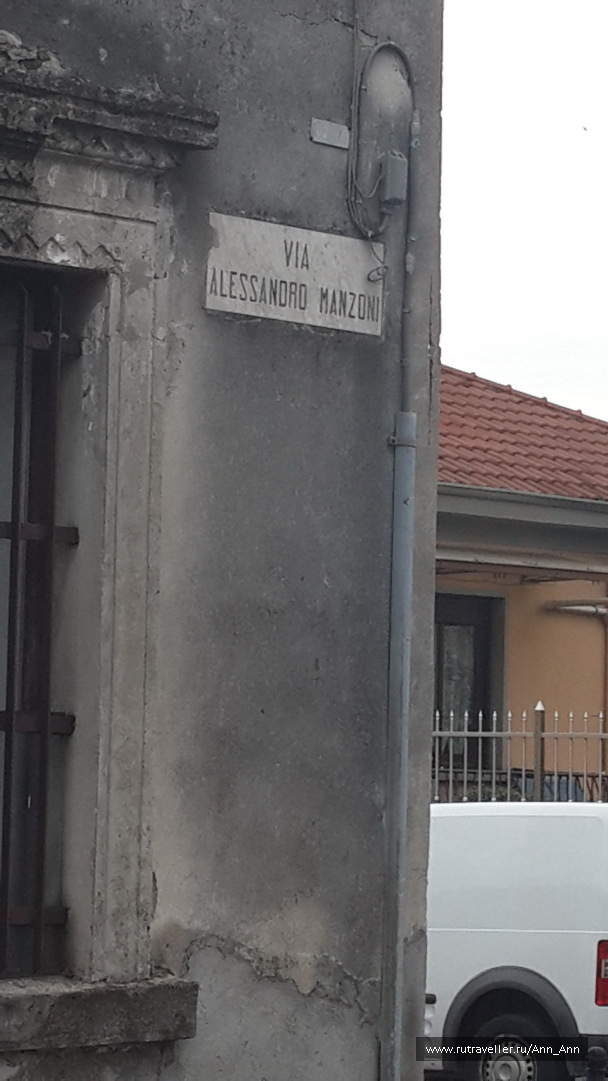 VIA
ALESSANDRO MANZONI
www.rutraveller.ru/Ann_Ann